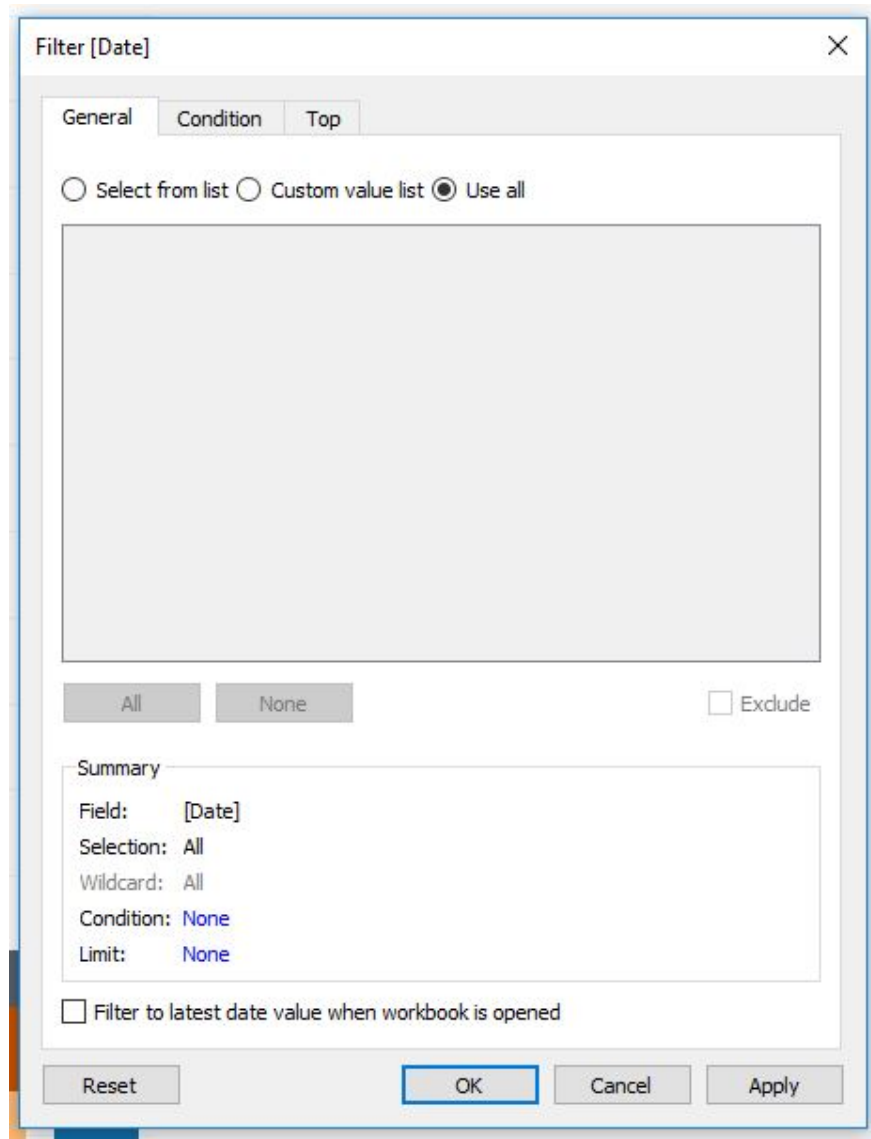 Filter [Date]
General Condition Top
Select from list Custom value list Use all
All None Exclude
Summary
Field: [Date]
Selection: All
Wildcard: All
Condition: None
Limit: None
Filter to latest date value when workbook is opened
Reset OK Cancel Apply